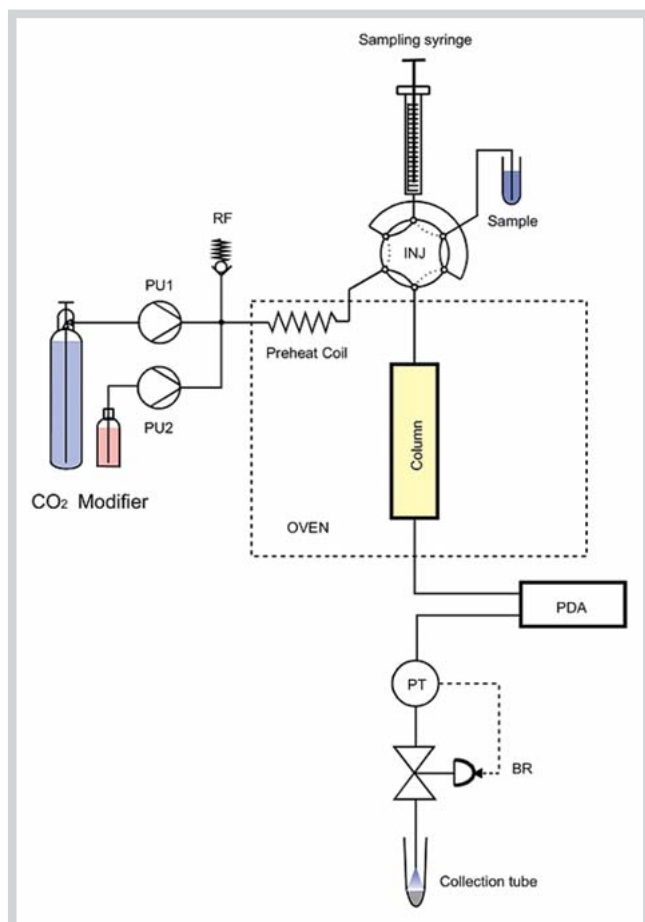 Sampling syringe
Sample
RF
INJ
PU1
Preheat Coil
PU2
Column
CO₂ Modifier
OVEN
PDA
PT
BR
Collection tube